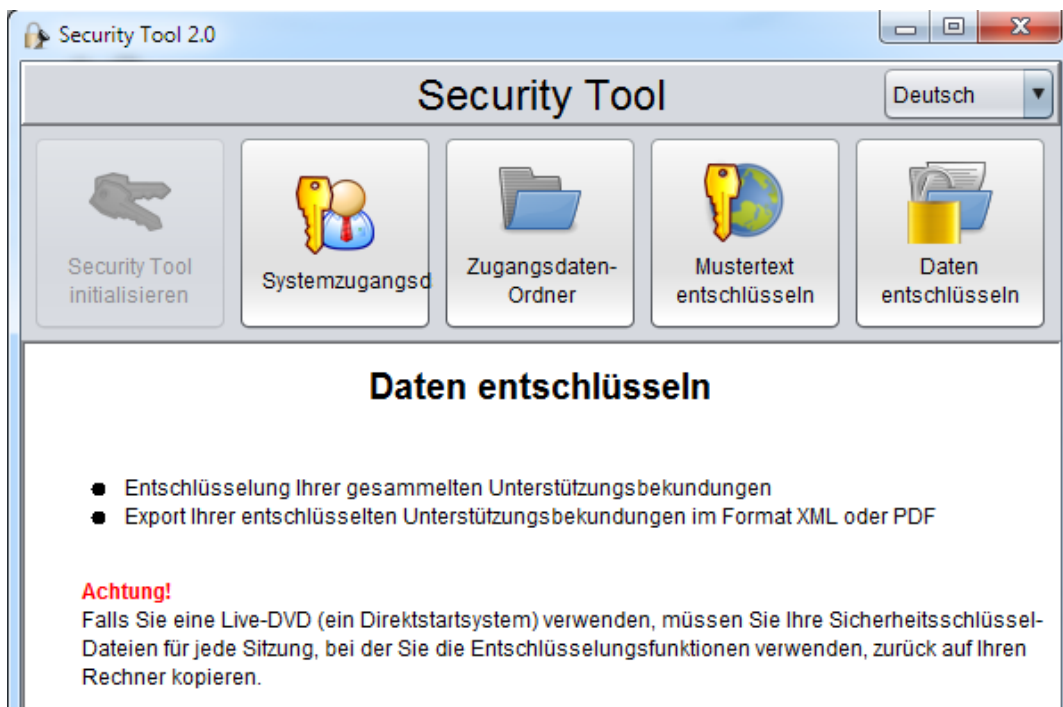 Security Tool 2.0
Security Tool
Deutsch
Security Tool
initialisieren
Systemzugangsd
Zugangsdaten-
Ordner
Mustertext
entschlüsseln
Daten
entschlüsseln
Daten entschlüsseln
Entschlüsselung Ihrer gesammelten Unterstützungsbekundungen
Export Ihrer entschlüsselten Unterstützungsbekundungen im Format XML oder PDF
Achtung!
Falls Sie eine Live-DVD (ein Direktstartsystem) verwenden, müssen Sie Ihre Sicherheitsschlüssel-
Dateien für jede Sitzung, bei der Sie die Entschlüsselungsfunktionen verwenden, zurück auf Ihren
Rechner kopieren.